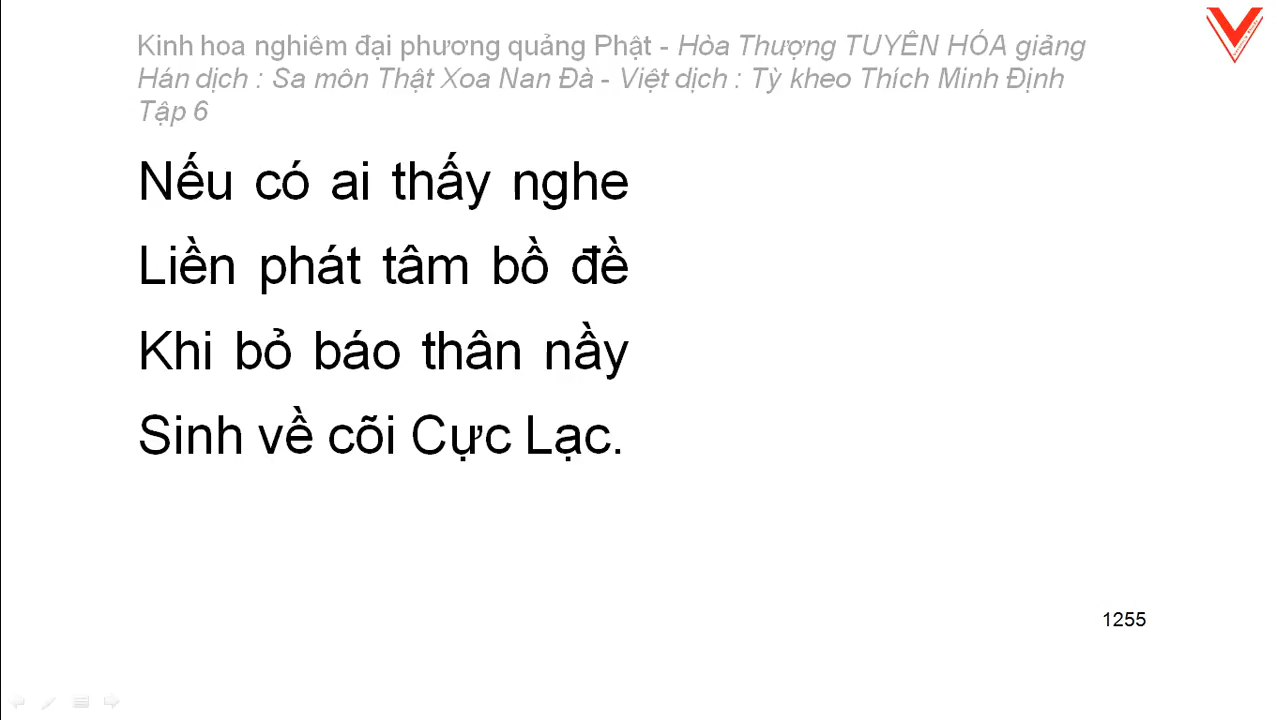 Kinh hoa nghiêm đại phương quảng Phật - Hòa Thượng TUYÊN HÓA giảng
Hán dịch : Sa môn Thật Xoa Nan Đà - Việt dịch : Tỳ kheo Thích Minh Định
Tập 6
Nếu có ai thấy nghe
Liền phát tâm bồ đề
Khi bỏ báo thân nầy
Sinh về cõi Cực Lạc.
1255